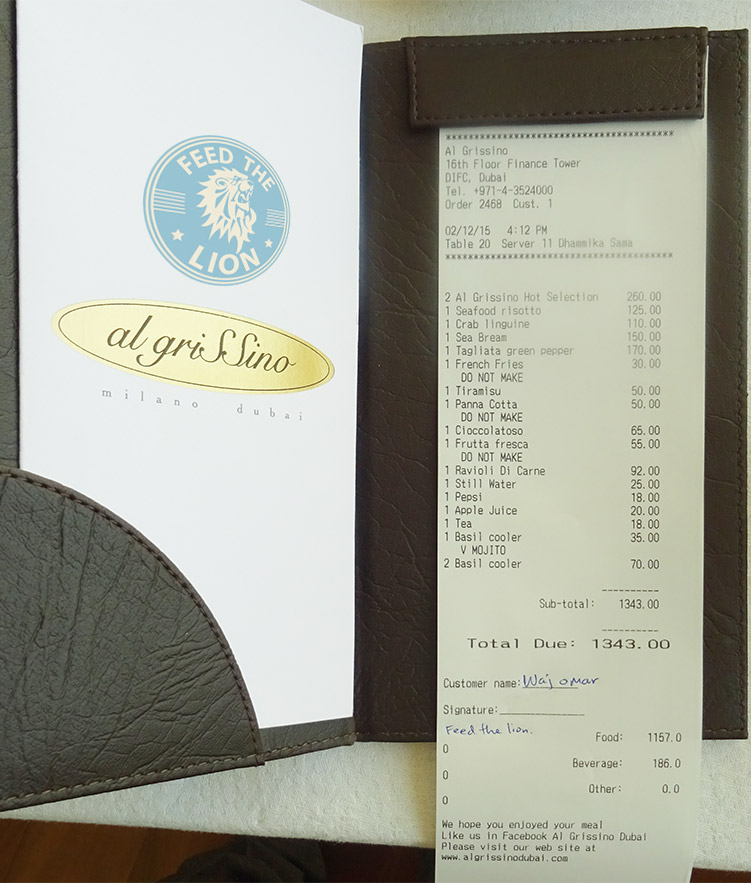 FEED THE
LION
al griSSino
milano dubai
************************************
Al Grissino
16th Floor Finance Tower
DIFC, Dubai
Tel. +971-4-3524000
Order 2468 Cust. 1
02/12/15 4:12 PM
Table 20 Server 11 Dhammika Sama
************************************
2 Al Grissino Hot Selection 260.00
1 Seafood risotto 125.00
1 Crab linguine 110.00
1 Sea Bream 150.00
1 Tagliata green pepper 170.00
1 French Fries 30.00
DO NOT MAKE
1 Tiramisu 50.00
1 Panna Cotta 50.00
DO NOT MAKE
1 Cioccolatoso 65.00
1 Frutta fresca 55.00
DO NOT MAKE
1 Ravioli Di Carne 92.00
1 Still Water 25.00
1 Pepsi 18.00
1 Apple Juice 20.00
1 Tea 18.00
1 Basil cooler 35.00
V MOJITO
2 Basil cooler 70.00
----------
Sub-total: 1343.00
----------
Total Due: 1343.00
Customer name: Waj omar
Signature:______________
Feed the lion.
Food: 1157.0
0
Beverage: 186.0
0
Other: 0.0
0
We hope you enjoyed your meal
Like us in Facebook Al Grissino Dubai
Please visit our web site at
www.algrissinodubai.com